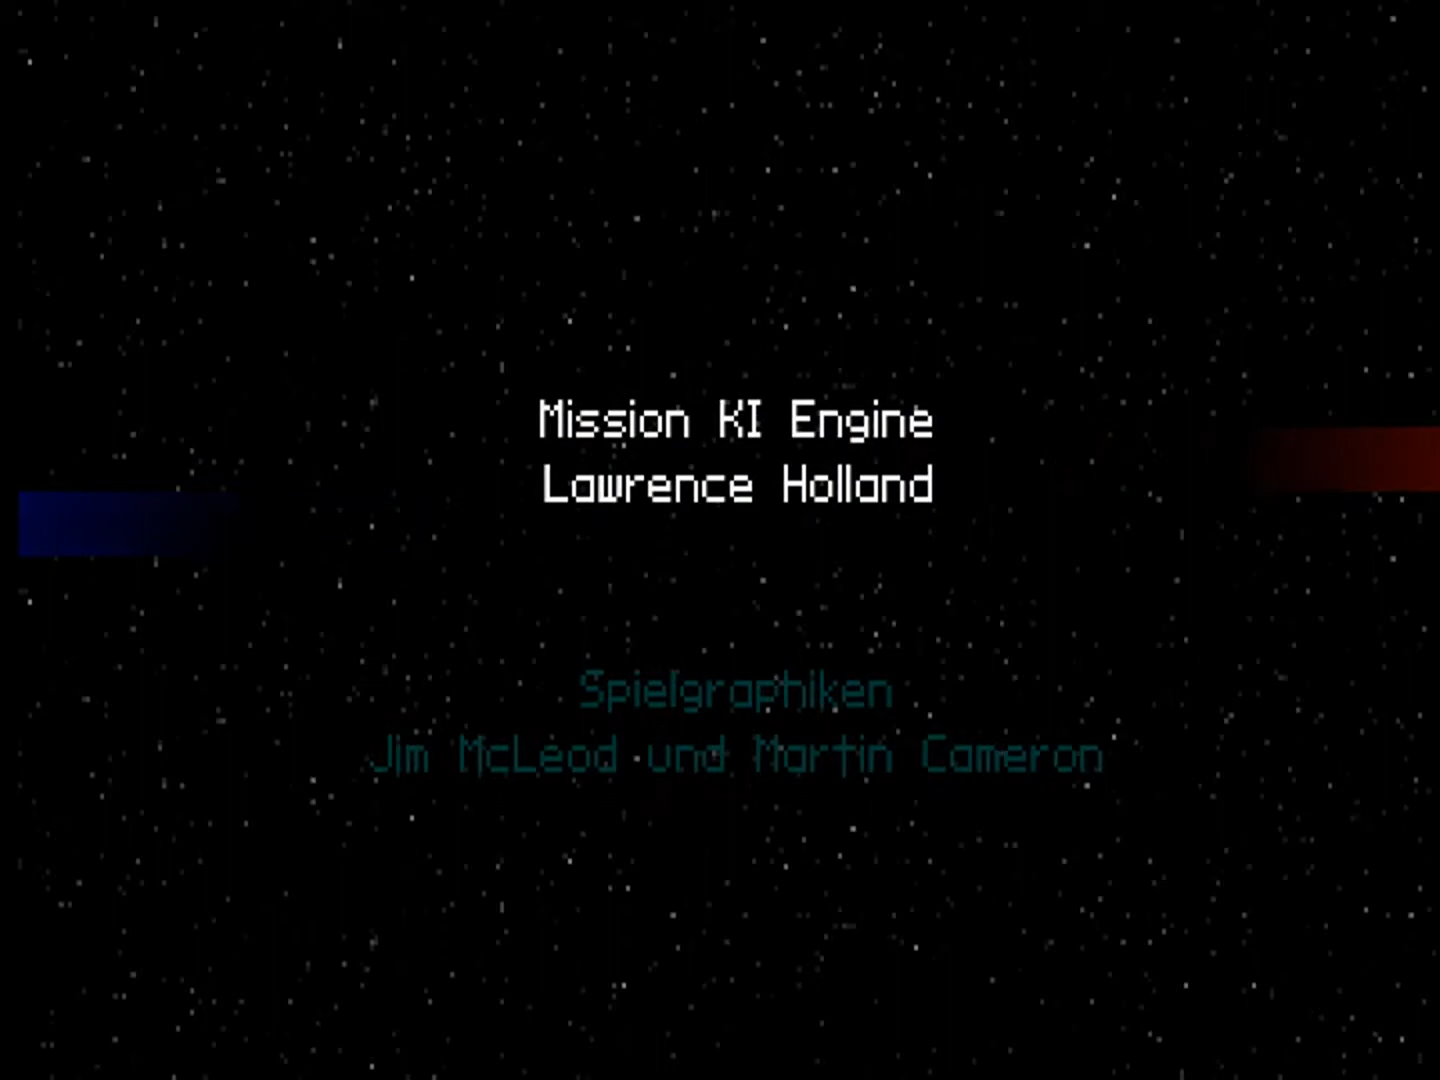 Mission KI Engine
Lawrence Holland
Spielgraphiken
Jim McLeod und Martin Cameron